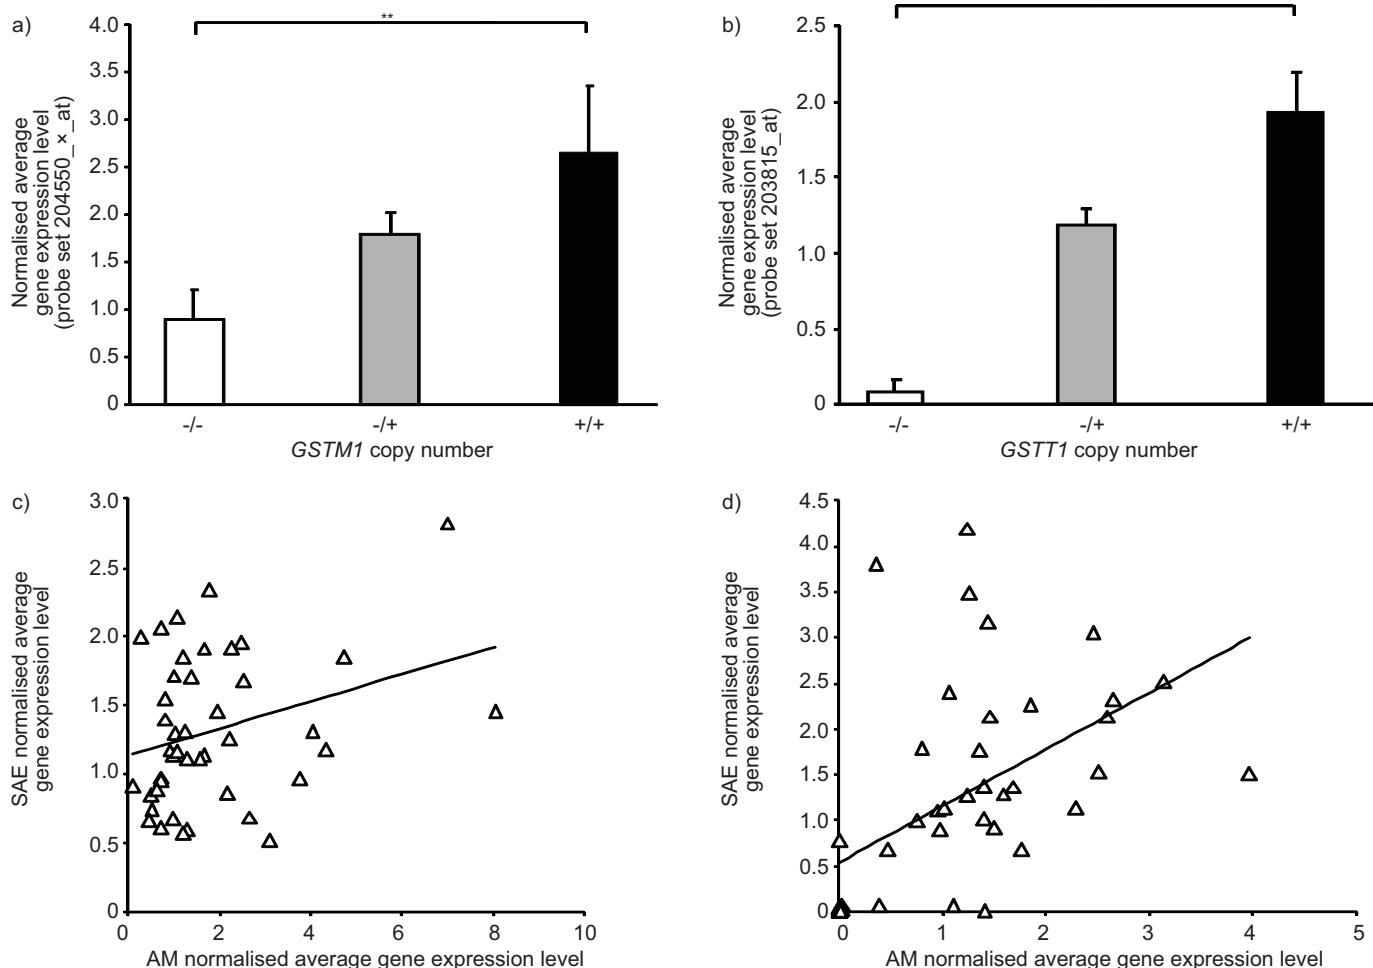 a)
**
4.0
3.5
3.0
2.5
2.0
1.5
1.0
0.5
0
Normalised average
gene expression level
(probe set 204550_×_at)
-/- -/+ +/+
GSTM1 copy number
b)
2.5
2.0
1.5
1.0
0.5
0
Normalised average
gene expression level
(probe set 203815_at)
-/- -/+ +/+
GSTT1 copy number
c)
3.0
2.5
2.0
1.5
1.0
0.5
0
SAE normalised average
gene expression level
0 2 4 6 8 10
AM normalised average gene expression level
d)
4.5
4.0
3.5
3.0
2.5
2.0
1.5
1.0
0.5
0
SAE normalised average
gene expression level
0 1 2 3 4 5
AM normalised average gene expression level